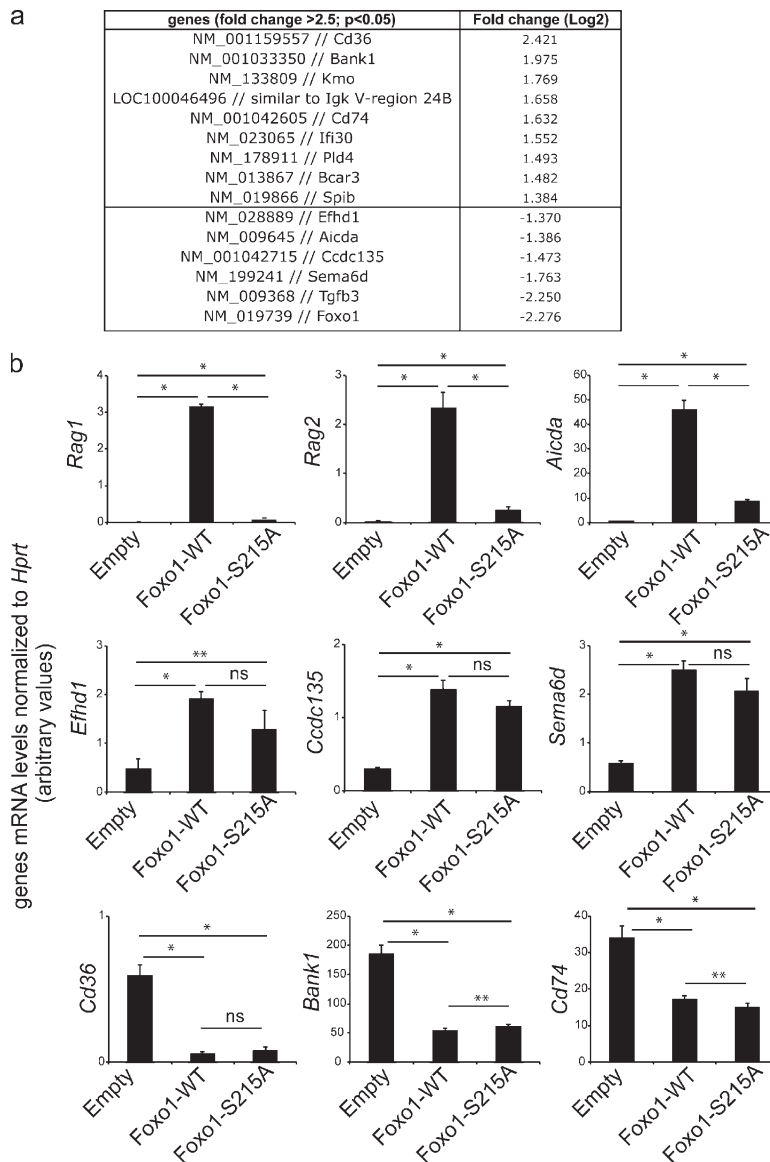 a
genes (fold change >2.5; p<0.05) Fold change (Log2)
NM_001159557 // Cd36 2.421
NM_001033350 // Bank1 1.975
NM_133809 // Kmo 1.769
LOC100046496 // similar to Igk V-region 24B 1.658
NM_001042605 // Cd74 1.632
NM_023065 // Ifi30 1.552
NM_178911 // Pld4 1.493
NM_013867 // Bcar3 1.482
NM_019866 // Spib 1.384
NM_028889 // Efhd1 -1.370
NM_009645 // Aicda -1.386
NM_001042715 // Ccdc135 -1.473
NM_199241 // Sema6d -1.763
NM_009368 // Tgfb3 -2.250
NM_019739 // Foxo1 -2.276
b
genes mRNA levels normalized to Hprt
(arbitrary values)
Rag1
4
3
2
1
0
*
* *
Empty Foxo1-WT Foxo1-S215A
Rag2
3
2
1
0
*
* *
Empty Foxo1-WT Foxo1-S215A
Aicda
60
50
40
30
20
10
0
*
* *
Empty Foxo1-WT Foxo1-S215A
Efhd1
3
2
1
0
**
* ns
Empty Foxo1-WT Foxo1-S215A
Ccdc135
2
1
0
*
* ns
Empty Foxo1-WT Foxo1-S215A
Sema6d
3
2
1
0
*
* ns
Empty Foxo1-WT Foxo1-S215A
Cd36
1
0
*
*
ns
Empty Foxo1-WT Foxo1-S215A
Bank1
250
200
150
100
50
0
*
*
**
Empty Foxo1-WT Foxo1-S215A
Cd74
40
30
20
10
0
*
*
**
Empty Foxo1-WT Foxo1-S215A